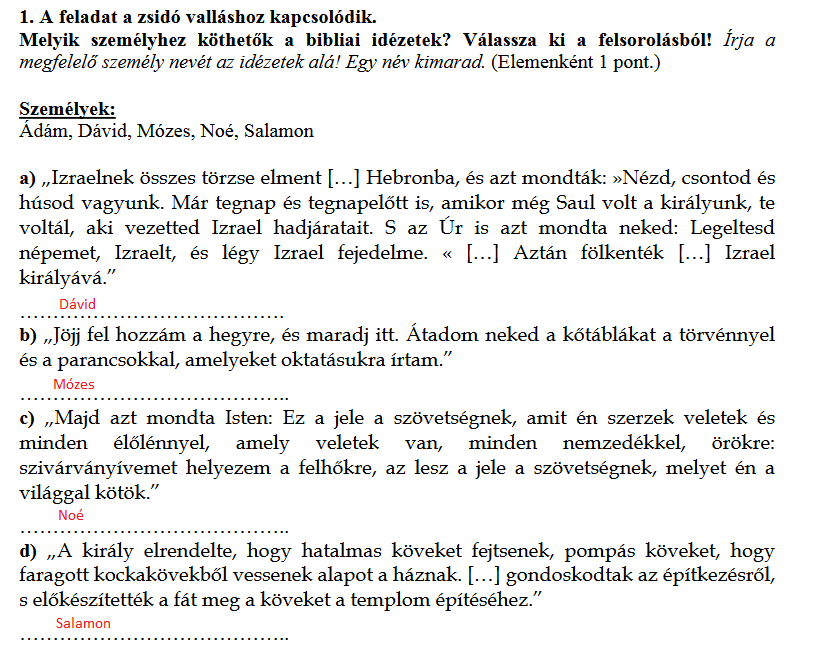 1. A feladat a zsidó valláshoz kapcsolódik.
Melyik személyhez köthetők a bibliai idézetek? Válassza ki a felsorolásból! Írja a
megfelelő személy nevét az idézetek alá! Egy név kimarad. (Elemenként 1 pont.)
Személyek:
Ádám, Dávid, Mózes, Noé, Salamon
a) „Izraelnek összes törzse elment […] Hebronba, és azt mondták: »Nézd, csontod és
húsod vagyunk. Már tegnap és tegnapelőtt is, amikor még Saul volt a királyunk, te
voltál, aki vezetted Izrael hadjáratait. S az Úr is azt mondta neked: Legeltesd
népemet, Izraelt, és légy Izrael fejedelme. « […] Aztán fölkenték […] Izrael
királyává.”
Dávid
…………………………………….
b) „Jöjj fel hozzám a hegyre, és maradj itt. Átadom neked a kőtáblákat a törvénnyel
és a parancsokkal, amelyeket oktatásukra írtam.”
Mózes
……………………………………..
c) „Majd azt mondta Isten: Ez a jele a szövetségnek, amit én szerzek veletek és
minden élőlénnyel, amely veletek van, minden nemzedékkel, örökre:
szivárványívemet helyezem a felhőkre, az lesz a jele a szövetségnek, melyet én a
világgal kötök.”
Noé
……………………………………..
d) „A király elrendelte, hogy hatalmas köveket fejtsenek, pompás köveket, hogy
faragott kockakövekből vessenek alapot a háznak. […] gondoskodtak az építkezésről,
s előkészítették a fát meg a köveket a templom építéséhez.”
Salamon
……………………………………..